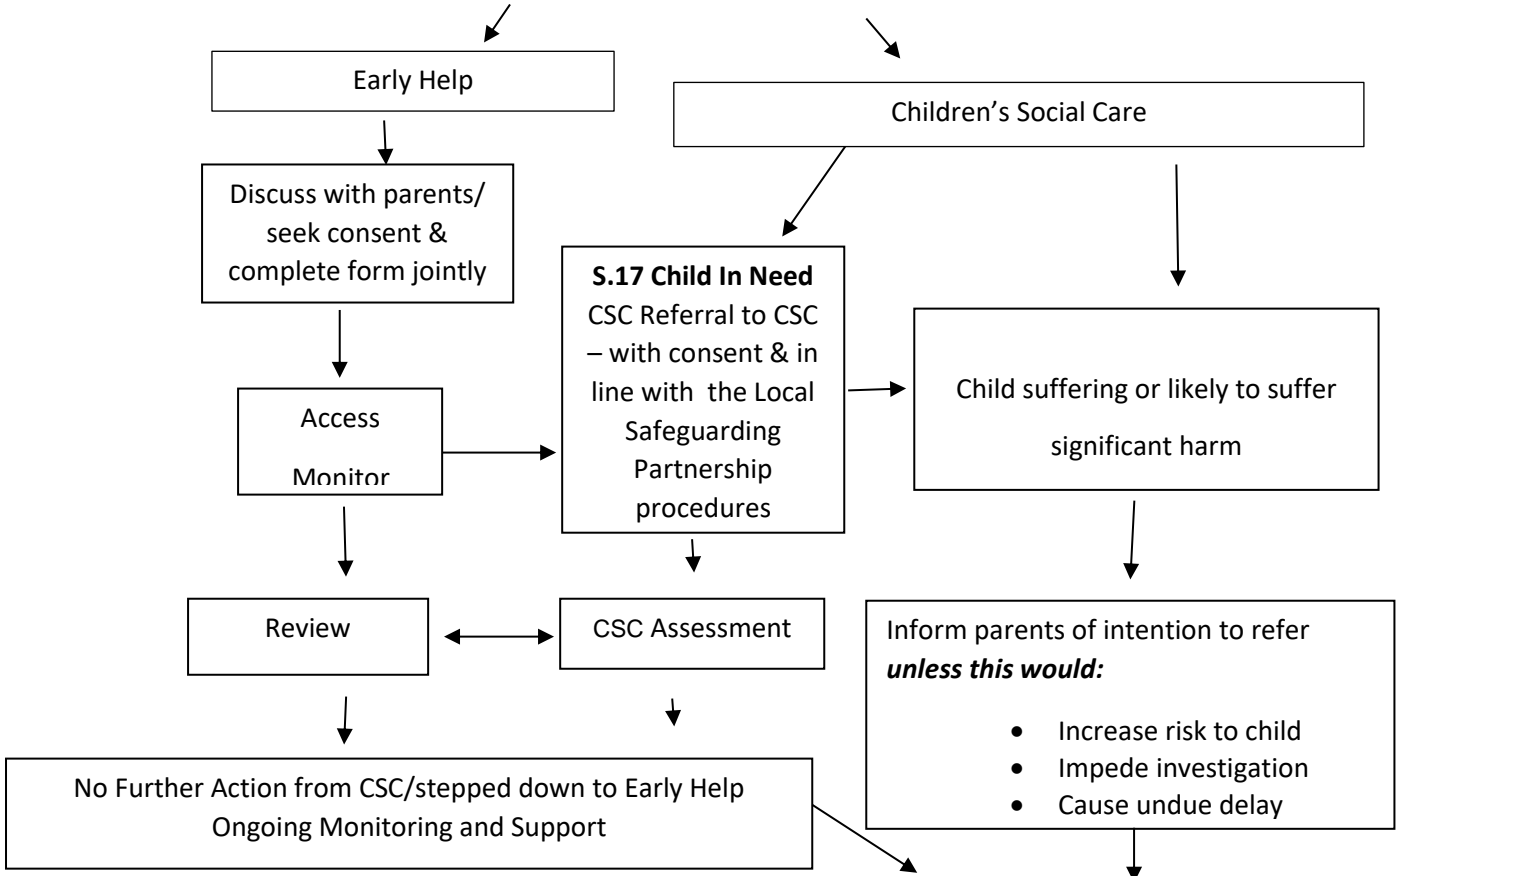 Early Help
Children’s Social Care
Discuss with parents/
seek consent &
complete form jointly
S.17 Child In Need
CSC Referral to CSC
– with consent & in
line with  the Local
Safeguarding
Partnership
procedures
Child suffering or likely to suffer
significant harm
Access
Monitor
Review
CSC Assessment
Inform parents of intention to refer
unless this would:
• Increase risk to child
• Impede investigation
• Cause undue delay
No Further Action from CSC/stepped down to Early Help
Ongoing Monitoring and Support